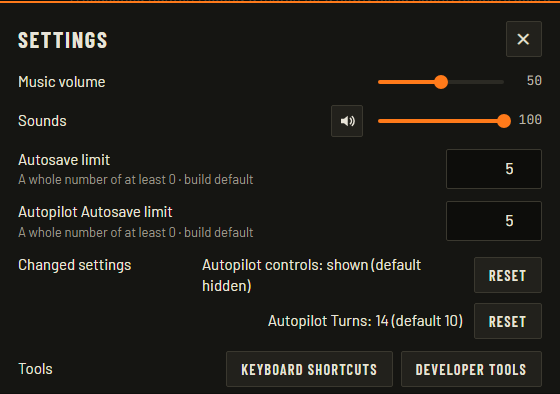 SETTINGS
Music volume 50
Sounds 100
Autosave limit
A whole number of at least 0 · build default
5
Autopilot Autosave limit
A whole number of at least 0 · build default
5
Changed settings
Autopilot controls: shown (default
hidden)
RESET
Autopilot Turns: 14 (default 10)
RESET
Tools
KEYBOARD SHORTCUTS
DEVELOPER TOOLS